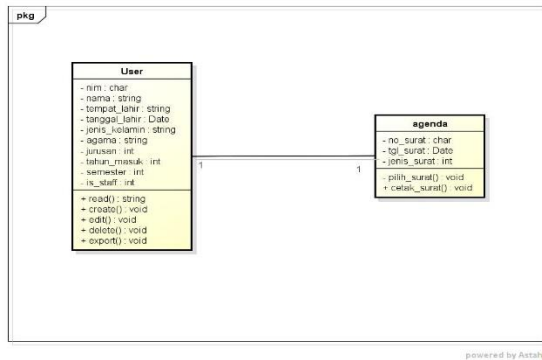 pkg
User
- nim : char
- nama : string
- tempat_lahir : string
- tanggal_lahir : Date
- jenis_kelamin : string
- agama : string
- jurusan : int
- tahun_masuk : int
- semester : int
- is_staff : int
+ read() : string
+ create() : void
+ edit() : void
+ delete() : void
+ export() : void
1
1
agenda
- no_surat : char
- tgl_surat : Date
- jenis_surat : int
- pilih_surat() : void
+ cetak_surat() : void
powered by Astah